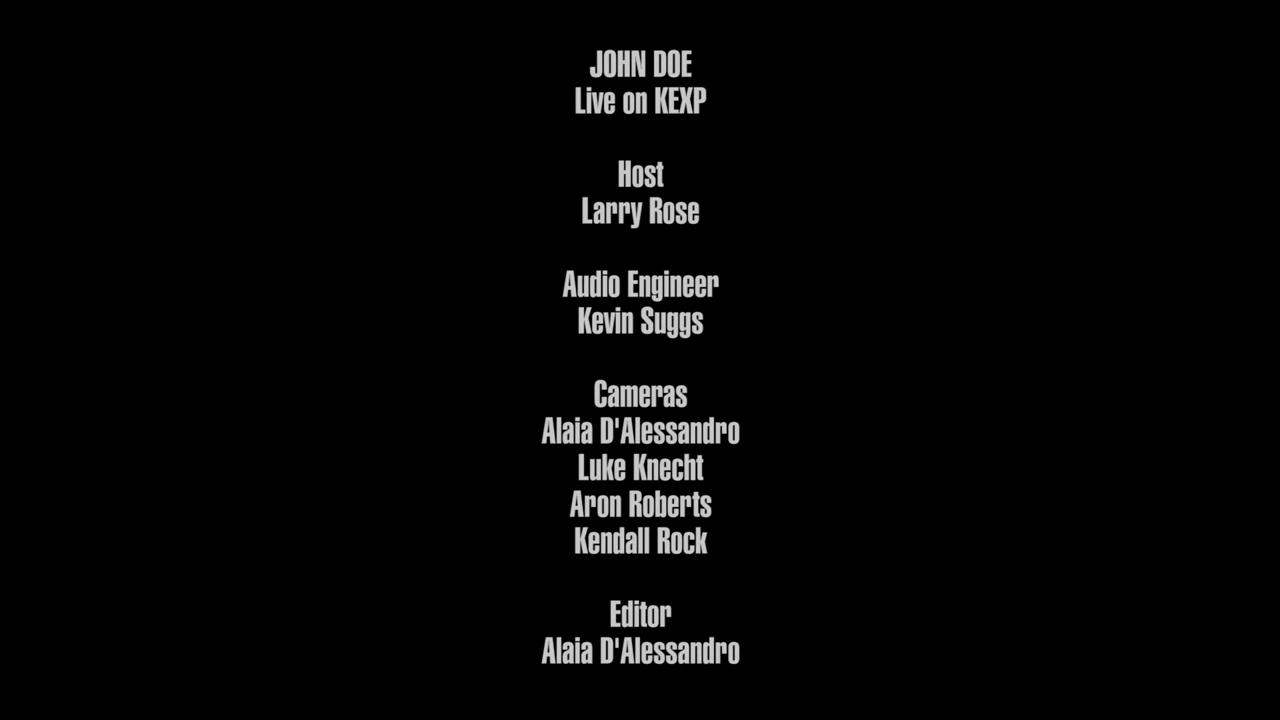 JOHN DOE
Live on KEXP
Host
Larry Rose
Audio Engineer
Kevin Suggs
Cameras
Alaia D'Alessandro
Luke Knecht
Aron Roberts
Kendall Rock
Editor
Alaia D'Alessandro